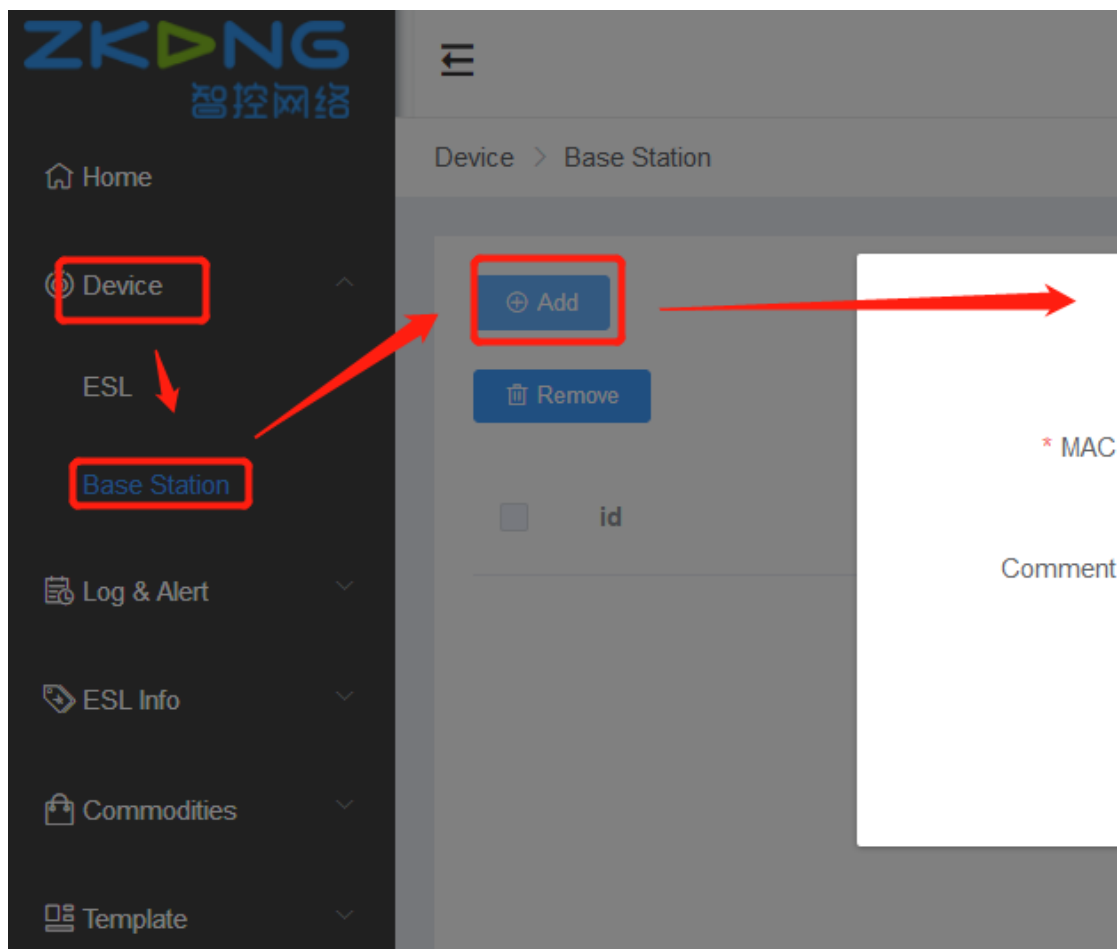 ZKONG
智控网络
Home
Device
ESL
Base Station
Log & Alert
ESL Info
Commodities
Template
Device > Base Station
Add
Remove
id
* MAC
Comment